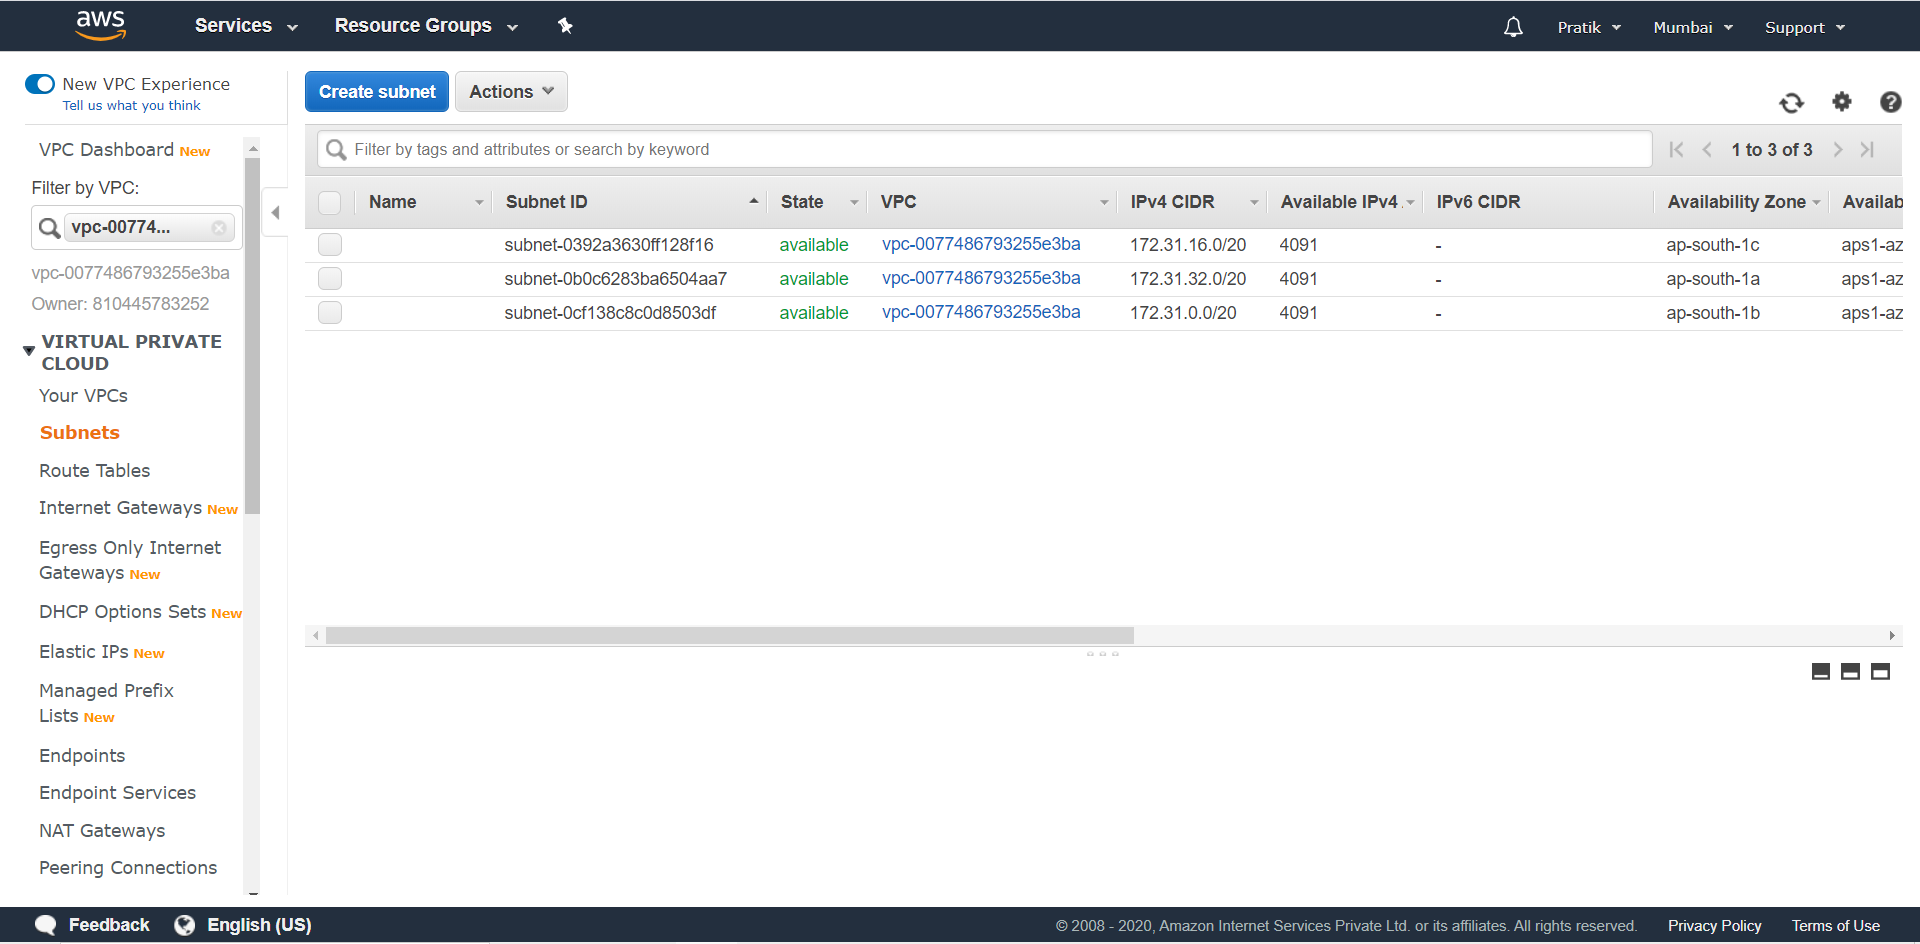 aws
Services
Resource Groups
Pratik
Mumbai
Support
New VPC Experience
Tell us what you think
VPC Dashboard New
Filter by VPC:
vpc-00774...
vpc-0077486793255e3ba
Owner: 810445783252
VIRTUAL PRIVATE
CLOUD
Your VPCs
Subnets
Route Tables
Internet Gateways New
Egress Only Internet
Gateways New
DHCP Options Sets New
Elastic IPs New
Managed Prefix
Lists New
Endpoints
Endpoint Services
NAT Gateways
Peering Connections
Create subnet
Actions
Filter by tags and attributes or search by keyword
1 to 3 of 3
Name Subnet ID State VPC IPv4 CIDR Available IPv4 IPv6 CIDR Availability Zone Availab
subnet-0392a3630ff128f16 available vpc-0077486793255e3ba 172.31.16.0/20 4091 - ap-south-1c aps1-az
subnet-0b0c6283ba6504aa7 available vpc-0077486793255e3ba 172.31.32.0/20 4091 - ap-south-1a aps1-az
subnet-0cf138c8c0d8503df available vpc-0077486793255e3ba 172.31.0.0/20 4091 - ap-south-1b aps1-az
Feedback
English (US)
© 2008 - 2020, Amazon Internet Services Private Ltd. or its affiliates. All rights reserved.
Privacy Policy
Terms of Use